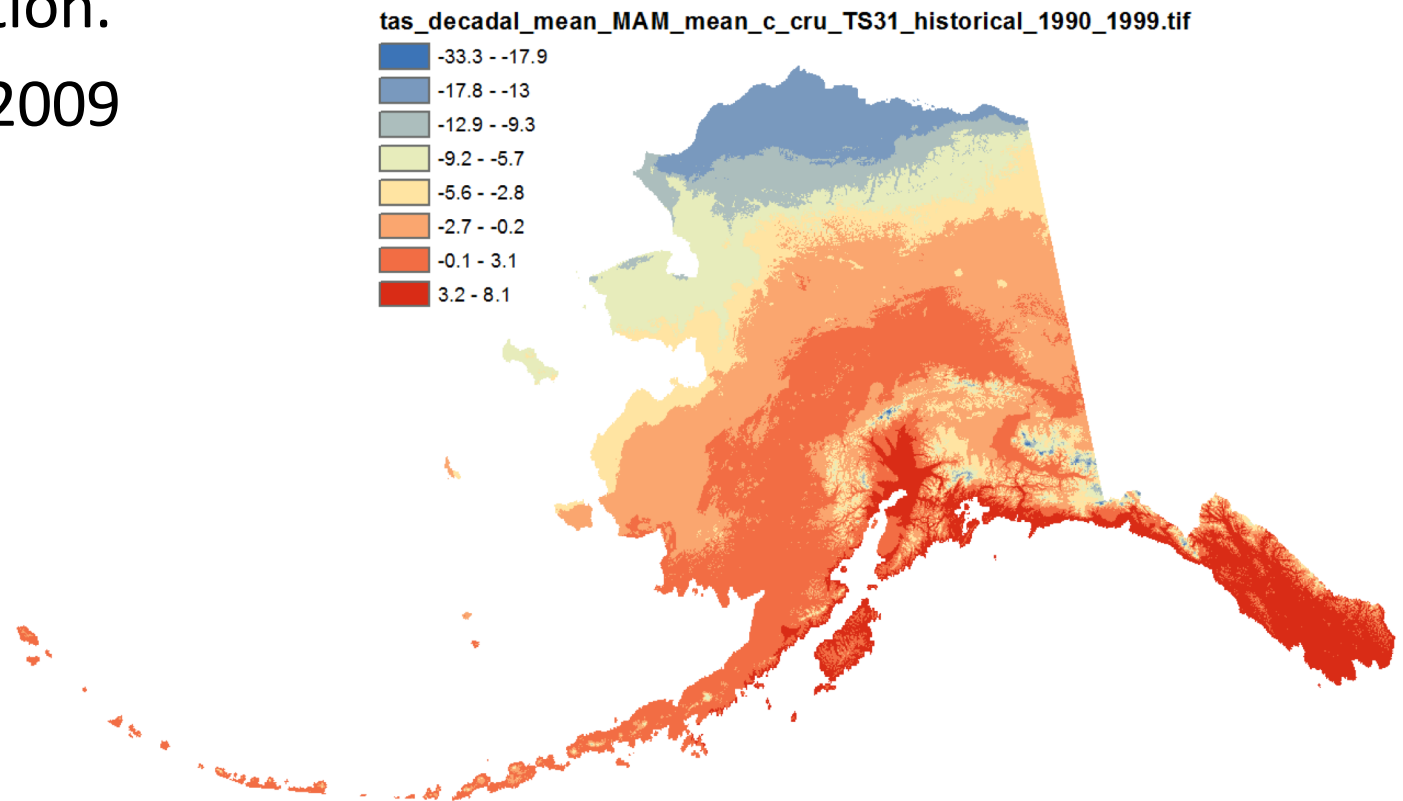 tion.
2009
tas_decadal_mean_MAM_mean_c_cru_TS31_historical_1990_1999.tif
-33.3 - -17.9
-17.8 - -13
-12.9 - -9.3
-9.2 - -5.7
-5.6 - -2.8
-2.7 - -0.2
-0.1 - 3.1
3.2 - 8.1